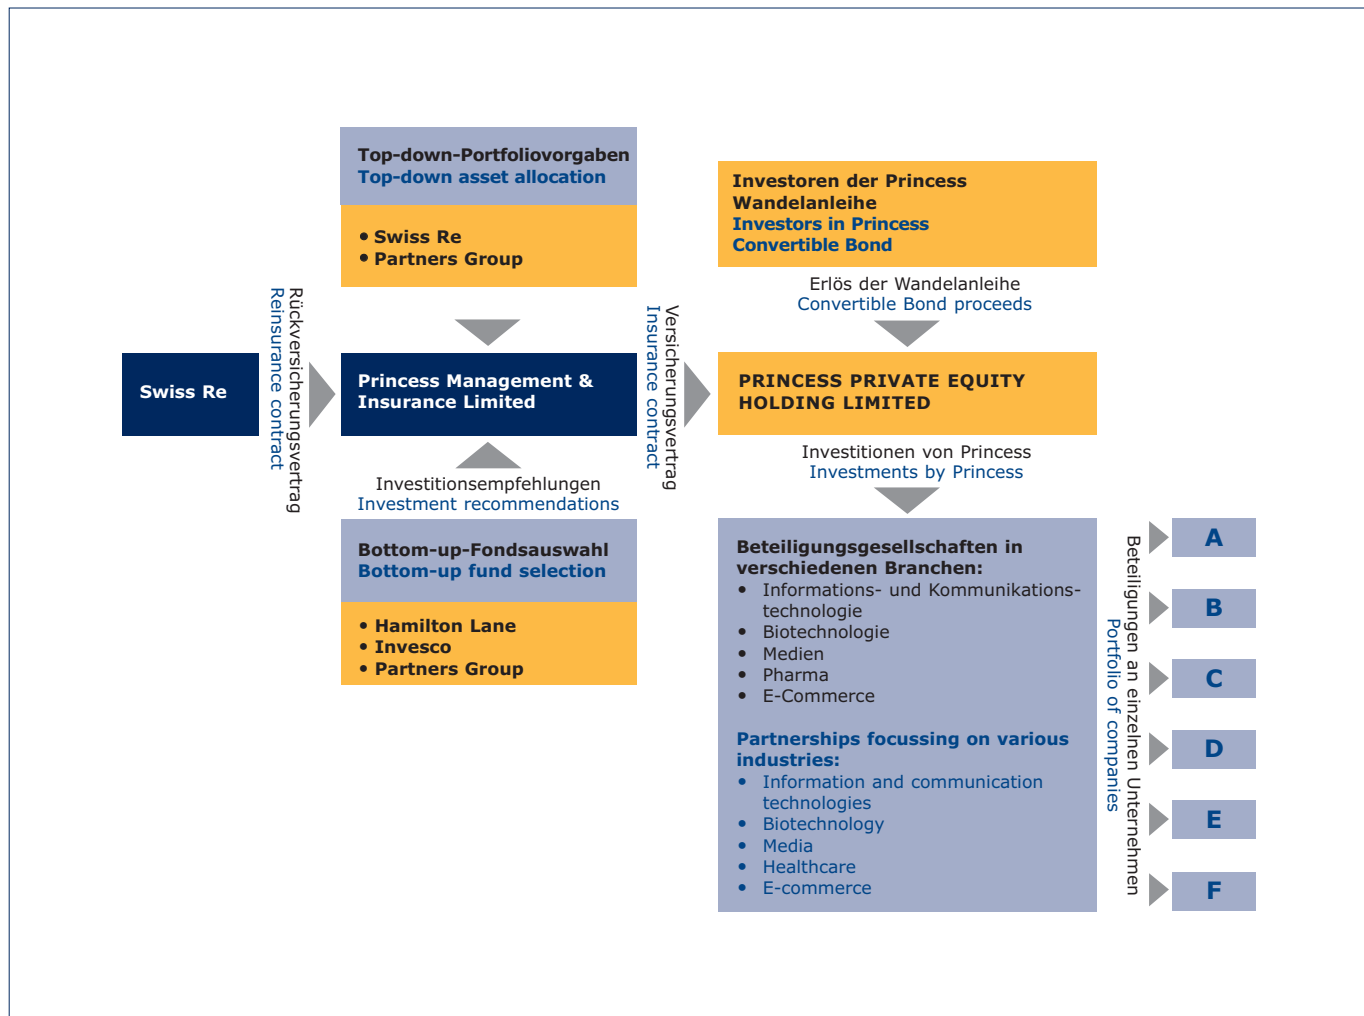 Top-down-Portfoliovorgaben
Top-down asset allocation
• Swiss Re
• Partners Group
Investoren der Princess
Wandelanleihe
Investors in Princess
Convertible Bond
Erlös der Wandelanleihe
Convertible Bond proceeds
Swiss Re
Rückversicherungsvertrag
Reinsurance contract
Princess Management &
Insurance Limited
Versicherungsvertrag
Insurance contract
PRINCESS PRIVATE EQUITY
HOLDING LIMITED
Investitionsempfehlungen
Investment recommendations
Bottom-up-Fondsauswahl
Bottom-up fund selection
• Hamilton Lane
• Invesco
• Partners Group
Investitionen von Princess
Investments by Princess
Beteiligungsgesellschaften in
verschiedenen Branchen:
• Informations- und Kommunikations-
technologie
• Biotechnologie
• Medien
• Pharma
• E-Commerce
Partnerships focussing on various
industries:
• Information and communication
technologies
• Biotechnology
• Media
• Healthcare
• E-commerce
Beteiligungen an einzelnen Unternehmen
Portfolio of companies
A
B
C
D
E
F